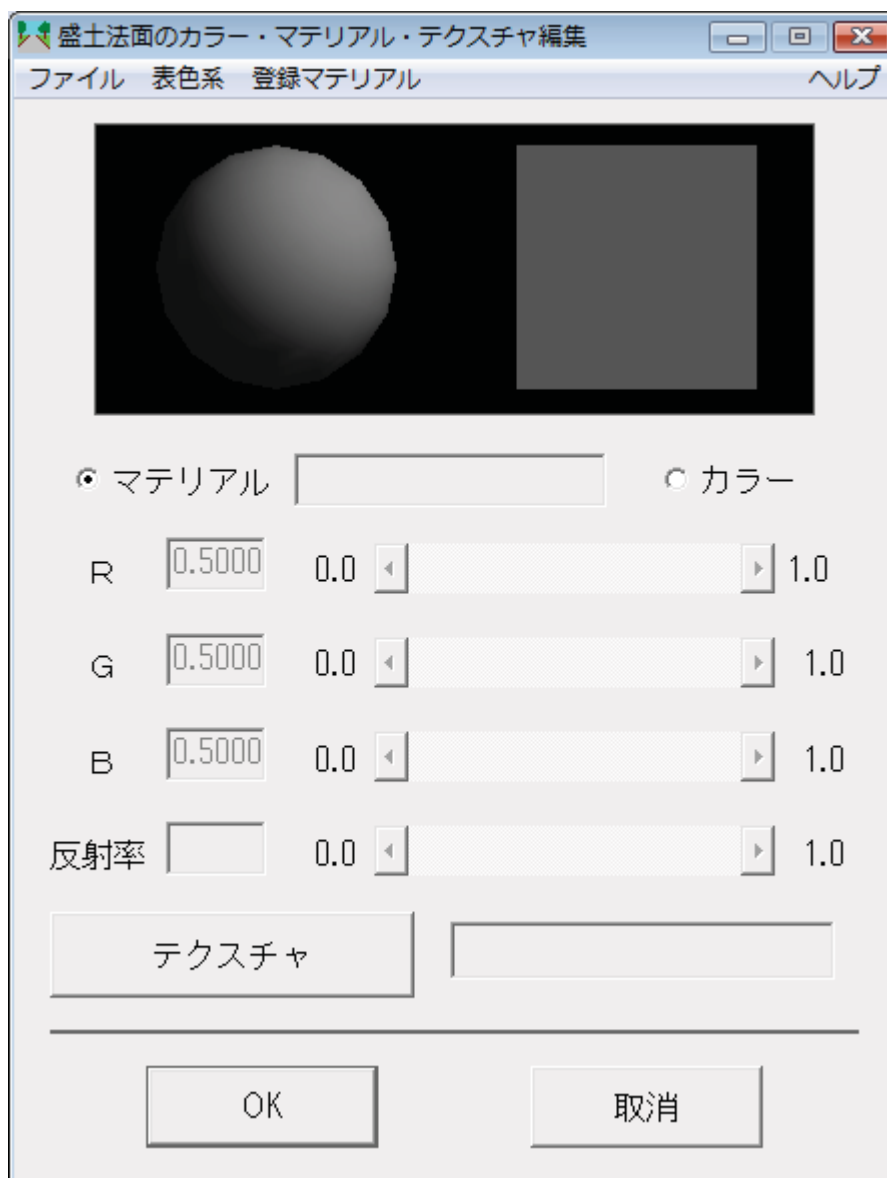 盛土法面のカラー・マテリアル・テクスチャ編集
ファイル 表色系 登録マテリアル ヘルプ
マテリアル カラー
R 0.5000 0.0 1.0
G 0.5000 0.0 1.0
B 0.5000 0.0 1.0
反射率 0.0 1.0
テクスチャ
OK 取消